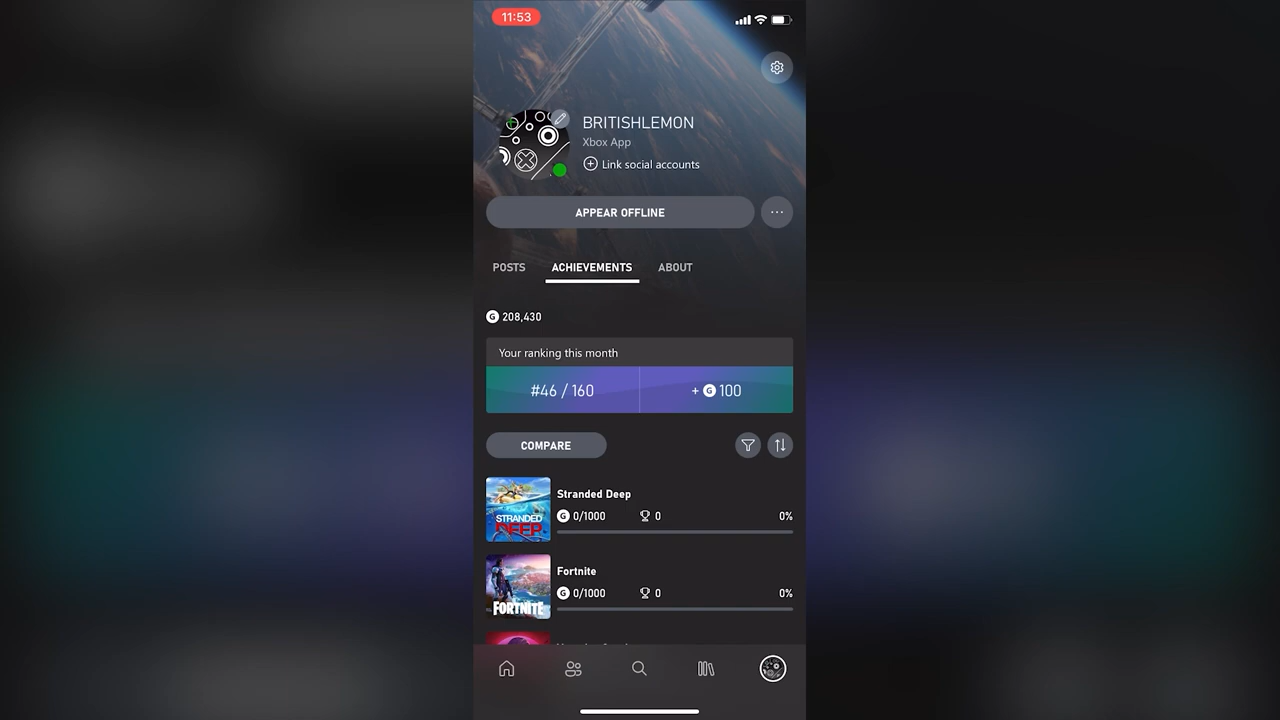 11:53
BRITISHLEMON
Xbox App
Link social accounts
APPEAR OFFLINE
POSTS ACHIEVEMENTS ABOUT
G 208,430
Your ranking this month
#46 / 160 + G 100
COMPARE
STRANDED
DEEP
Stranded Deep
G 0/1000 0 0%
FORTNITE
Fortnite
G 0/1000 0 0%